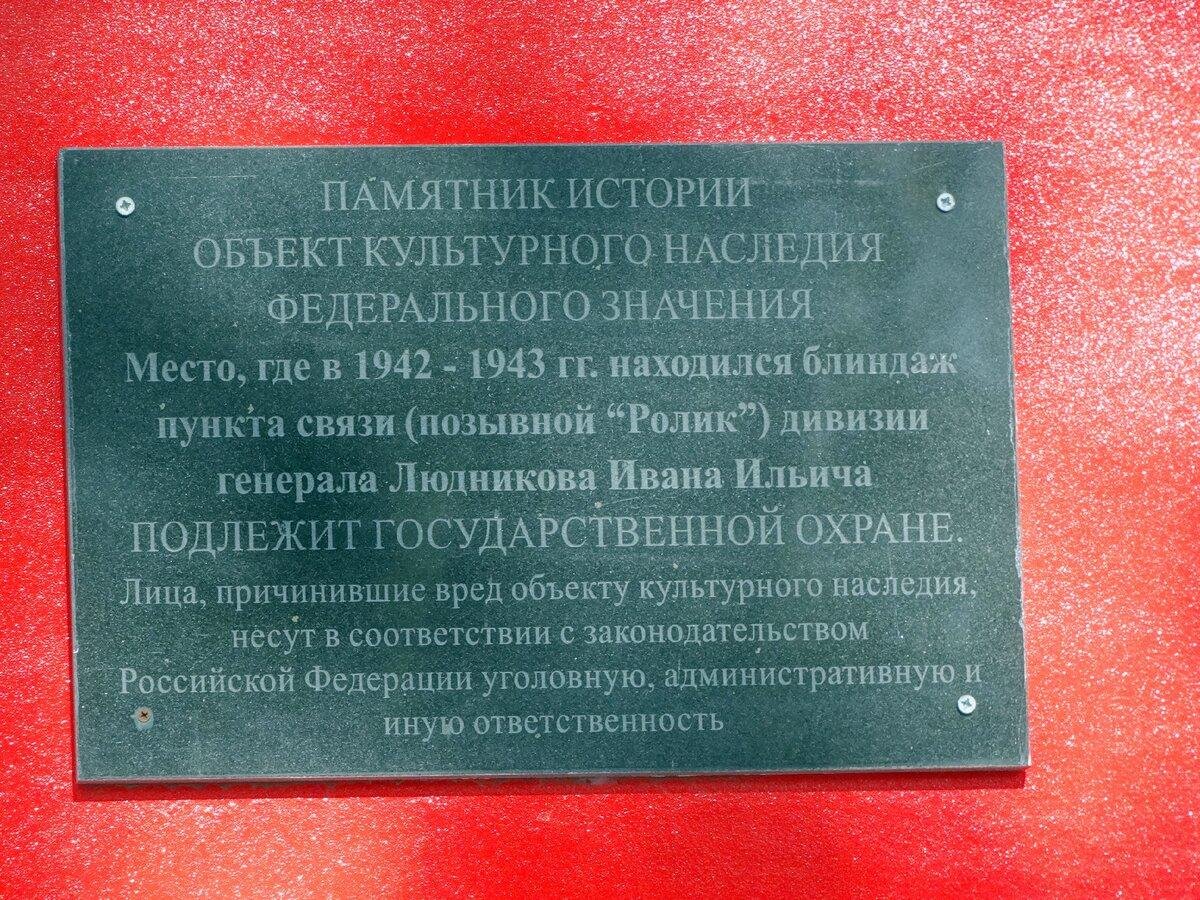 ПАМЯТНИК ИСТОРИИ
ОБЪЕКТ КУЛЬТУРНОГО НАСЛЕДИЯ
ФЕДЕРАЛЬНОГО ЗНАЧЕНИЯ
Место, где в 1942 - 1943 гг. находился блиндаж
пункта связи (позывной “Ролик”) дивизии
генерала Людникова Ивана Ильича
ПОДЛЕЖИТ ГОСУДАРСТВЕННОЙ ОХРАНЕ.
Лица, причинившие вред объекту культурного наследия,
несут в соответствии с законодательством
Российской Федерации уголовную, административную и
иную ответственность